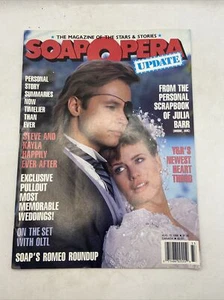 THE MAGAZINE OF THE STARS & STORIES
SOAP OPERA
UPDATE
PERSONAL
STORY
SUMMARIES
NOW
TIMELIER
THAN
EVER
STEVE AND
KAYLA
HAPPILY
EVER AFTER
EXCLUSIVE
PULLOUT
MOST
MEMORABLE
WEDDINGS!
ON THE SET
WITH OLTL
SOAP'S ROMEO ROUNDUP
FROM THE
PERSONAL
SCRAPBOOK
OF JULIA
BARR
Y&R'S
NEWEST
HEART
THROB